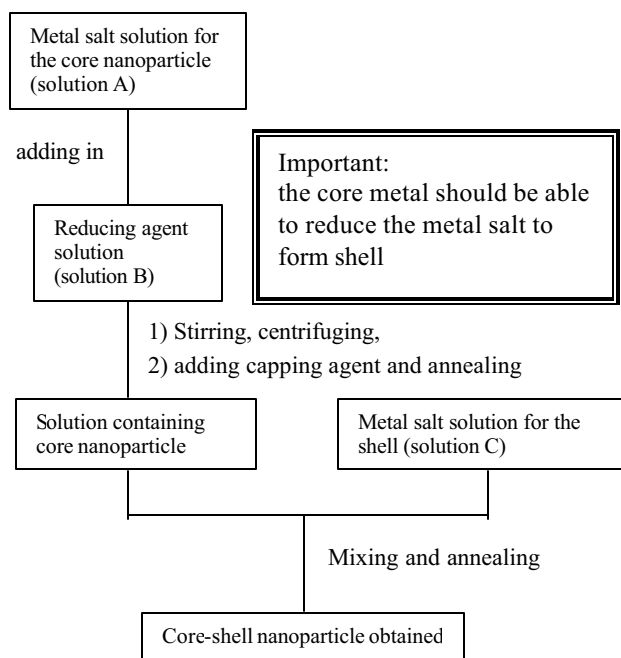 Metal salt solution for
the core nanoparticle
(solution A)
adding in
Important:
the core metal should be able
to reduce the metal salt to
form shell
Reducing agent
solution
(solution B)
1) Stirring, centrifuging,
2) adding capping agent and annealing
Solution containing
core nanoparticle
Metal salt solution for the
shell (solution C)
Mixing and annealing
Core-shell nanoparticle obtained